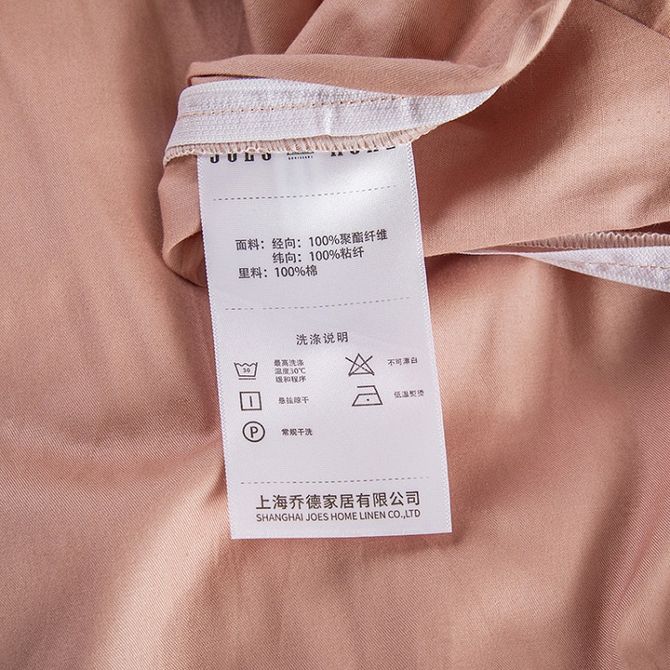 面料：经向：100%聚酯纤维
纬向：100%粘纤
里料：100%棉
洗涤说明
30
最高洗涤
温度30℃
缓和程序
不可漂白
悬挂晾干
低温熨烫
P
常规干洗
上海乔德家居有限公司
SHANGHAI JOES HOME LINEN CO.,LTD